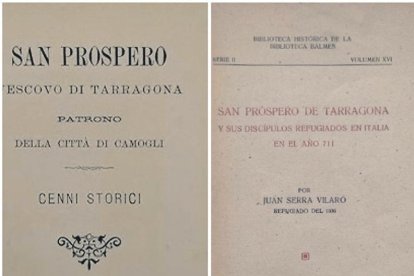 SAN PROSPERO
VESCOVO DI TARRAGONA
PATRONO
DELLA CITTÀ DI CAMOGLI
CENNI STORICI
BIBLIOTECA HISTÓRICA DE LA
BIBLIOTECA BALMES
SERIE II VOLUMEN XVI
SAN PRÓSPERO DE TARRAGONA
Y SUS DISCÍPULOS REFUGIADOS EN ITALIA
EN EL AÑO 711
POR
JUAN SERRA VILARÓ
REFUGIADO DEL 1936